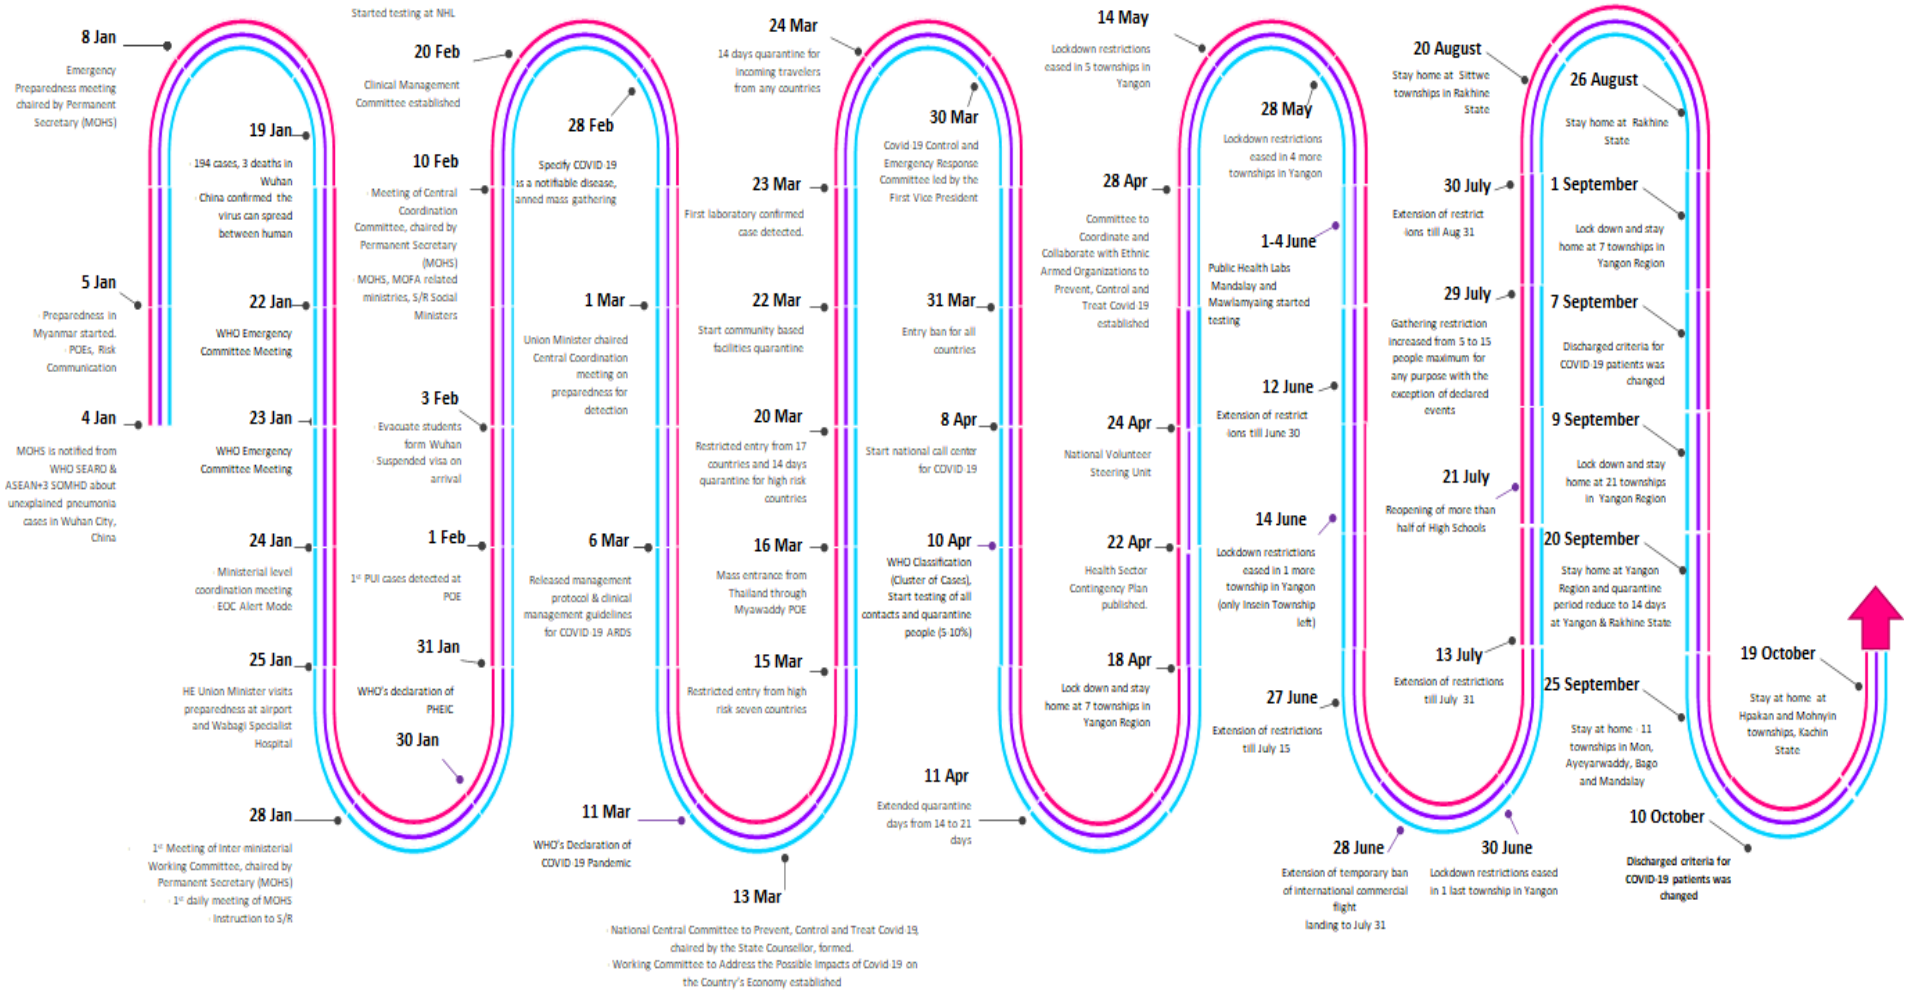 4 Jan
MOHS is notified from
WHO SEARO &
ASEAN+3 SOMHD about
unexplained pneumonia
cases in Wuhan City,
China
5 Jan
· Preparedness in
Myanmar started.
· POEs, Risk
Communication
8 Jan
Emergency
Preparedness meeting
chaired by Permanent
Secretary (MOHS)
19 Jan
· 194 cases, 3 deaths in
Wuhan
· China confirmed the
virus can spread
between human
22 Jan
WHO Emergency
Committee Meeting
23 Jan
WHO Emergency
Committee Meeting
24 Jan
· Ministerial level
coordination meeting
· EOC Alert Mode
25 Jan
HE Union Minister visits
preparedness at airport
and Wabagi Specialist
Hospital
28 Jan
· 1st Meeting of Inter ministerial
Working Committee, chaired by
Permanent Secretary (MOHS)
· 1st daily meeting of MOHS
· Instruction to S/R
30 Jan
31 Jan
WHO's declaration of
PHEIC
1 Feb
1st PUI cases detected at
POE
3 Feb
· Evacuate students
form Wuhan
· Suspended visa on
arrival
10 Feb
· Meeting of Central
Coordination
Committee, chaired by
Permanent Secretary
(MOHS)
· MOHS, MOFA related
ministries, S/R Social
Ministers
Started testing at NHL
20 Feb
Clinical Management
Committee established
28 Feb
Specify COVID 19
as a notifiable disease,
anned mass gathering
1 Mar
Union Minister chaired
Central Coordination
meeting on
preparedness for
detection
6 Mar
Released management
protocol & clinical
management guidelines
for COVID 19 ARDS
11 Mar
WHO's Declaration of
COVID 19 Pandemic
13 Mar
· National Central Committee to Prevent, Control and Treat Covid 19,
chaired by the State Counsellor, formed.
· Working Committee to Address the Possible Impacts of Covid 19 on
the Country's Economy established
15 Mar
Restricted entry from high
risk seven countries
16 Mar
Mass entrance from
Thailand through
Myawaddy POE
20 Mar
Restricted entry from 17
countries and 14 days
quarantine for high risk
countries
22 Mar
Start community based
facilities quarantine
23 Mar
First laboratory confirmed
case detected.
24 Mar
14 days quarantine for
incoming travelers
from any countries
30 Mar
Covid 19 Control and
Emergency Response
Committee led by the
First Vice President
31 Mar
Entry ban for all
countries
8 Apr
Start national call center
for COVID 19
10 Apr
WHO Classification
(Cluster of Cases),
Start testing of all
contacts and quarantine
people (5 10%)
11 Apr
Extended quarantine
days from 14 to 21
days
18 Apr
Lock down and stay
home at 7 townships in
Yangon Region
22 Apr
Health Sector
Contingency Plan
published.
24 Apr
National Volunteer
Steering Unit
28 Apr
Committee to
Coordinate and
Collaborate with Ethnic
Armed Organizations to
Prevent, Control and
Treat Covid 19
established
14 May
Lockdown restrictions
eased in 5 townships in
Yangon
28 May
Lockdown restrictions
eased in 4 more
townships in Yangon
1-4 June
Public Health Labs
Mandalay and
Mawlamyaing started
testing
12 June
Extension of restrict
ions till June 30
14 June
Lockdown restrictions
eased in 1 more
township in Yangon
(only Insein Township
left)
27 June
Extension of restrictions
till July 15
28 June
Extension of temporary ban
of international commercial
flight
landing to July 31
30 June
Lockdown restrictions eased
in 1 last township in Yangon
13 July
Extension of restrictions
till July 31
21 July
Reopening of more than
half of High Schools
29 July
Gathering restriction
increased from 5 to 15
people maximum for
any purpose with the
exception of declared
events
30 July
Extension of restrict
ions till Aug 31
20 August
Stay home at Sittwe
townships in Rakhine
State
26 August
Stay home at Rakhine
State
1 September
Lock down and stay
home at 7 townships in
Yangon Region
7 September
Discharged criteria for
COVID 19 patients was
changed
9 September
Lock down and stay
home at 21 townships
in Yangon Region
20 September
Stay home at Yangon
Region and quarantine
period reduce to 14 days
at Yangon & Rakhine State
25 September
Stay at home · 11
townships in Mon,
Ayeyarwaddy, Bago
and Mandalay
10 October
Discharged criteria for
COVID-19 patients was
changed
19 October
Stay at home at
Hpakan and Mohnyin
townships, Kachin
State